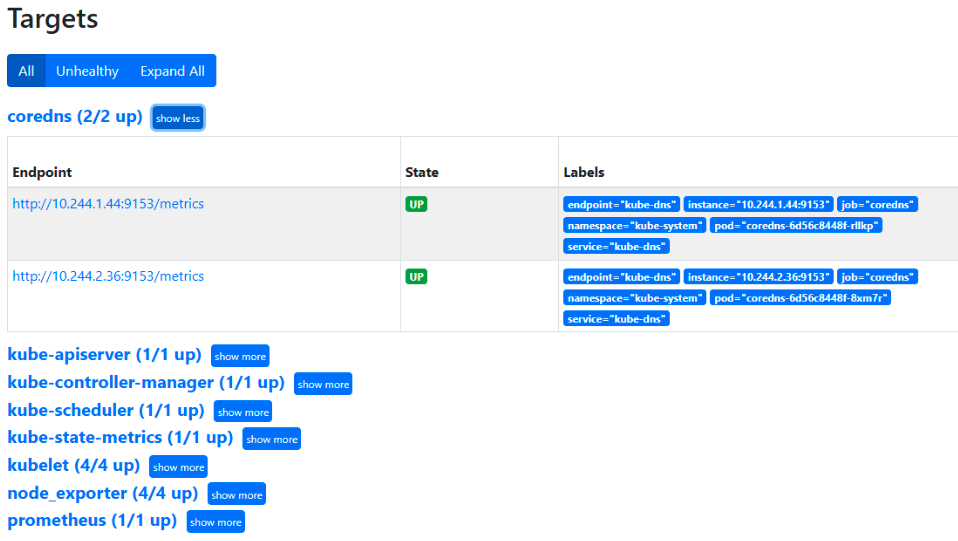 Targets
All Unhealthy Expand All
coredns (2/2 up) show less
Endpoint State Labels
http://10.244.1.44:9153/metrics UP endpoint="kube-dns" instance="10.244.1.44:9153" job="coredns"
namespace="kube-system" pod="coredns-6d56c8448f-rllkp"
service="kube-dns"
http://10.244.2.36:9153/metrics UP endpoint="kube-dns" instance="10.244.2.36:9153" job="coredns"
namespace="kube-system" pod="coredns-6d56c8448f-8xm7r"
service="kube-dns"
kube-apiserver (1/1 up) show more
kube-controller-manager (1/1 up) show more
kube-scheduler (1/1 up) show more
kube-state-metrics (1/1 up) show more
kubelet (4/4 up) show more
node_exporter (4/4 up) show more
prometheus (1/1 up) show more